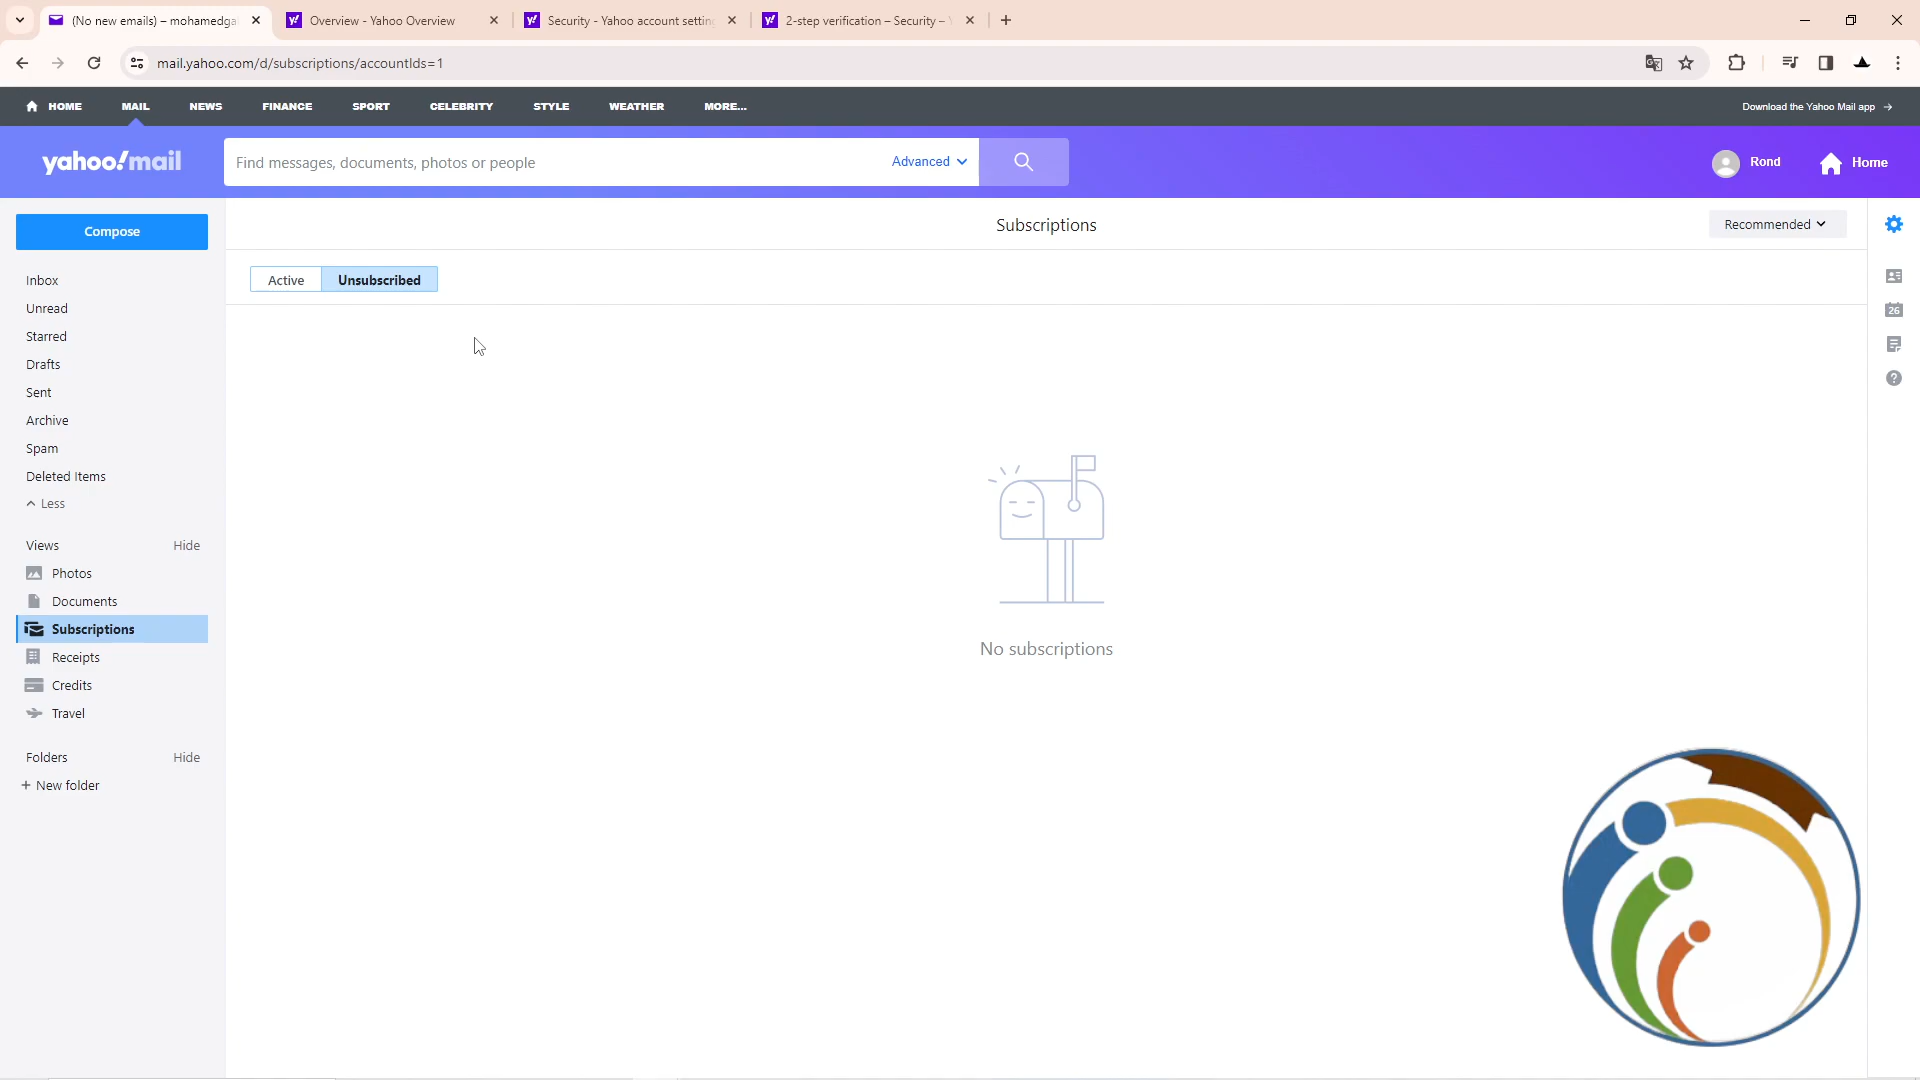 (No new emails) – mohamedga
Overview - Yahoo Overview
Security - Yahoo account settin
2-step verification – Security –
mail.yahoo.com/d/subscriptions/accountIds=1
HOME
MAIL
NEWS
FINANCE
SPORT
CELEBRITY
STYLE
WEATHER
MORE...
Download the Yahoo Mail app →
yahoo!mail
Find messages, documents, photos or people
Advanced
Rond
Home
Compose
Subscriptions
Recommended
Active
Unsubscribed
Inbox
Unread
Starred
Drafts
Sent
Archive
Spam
Deleted Items
Less
Views
Hide
Photos
Documents
Subscriptions
Receipts
Credits
Travel
Folders
Hide
+ New folder
No subscriptions
26